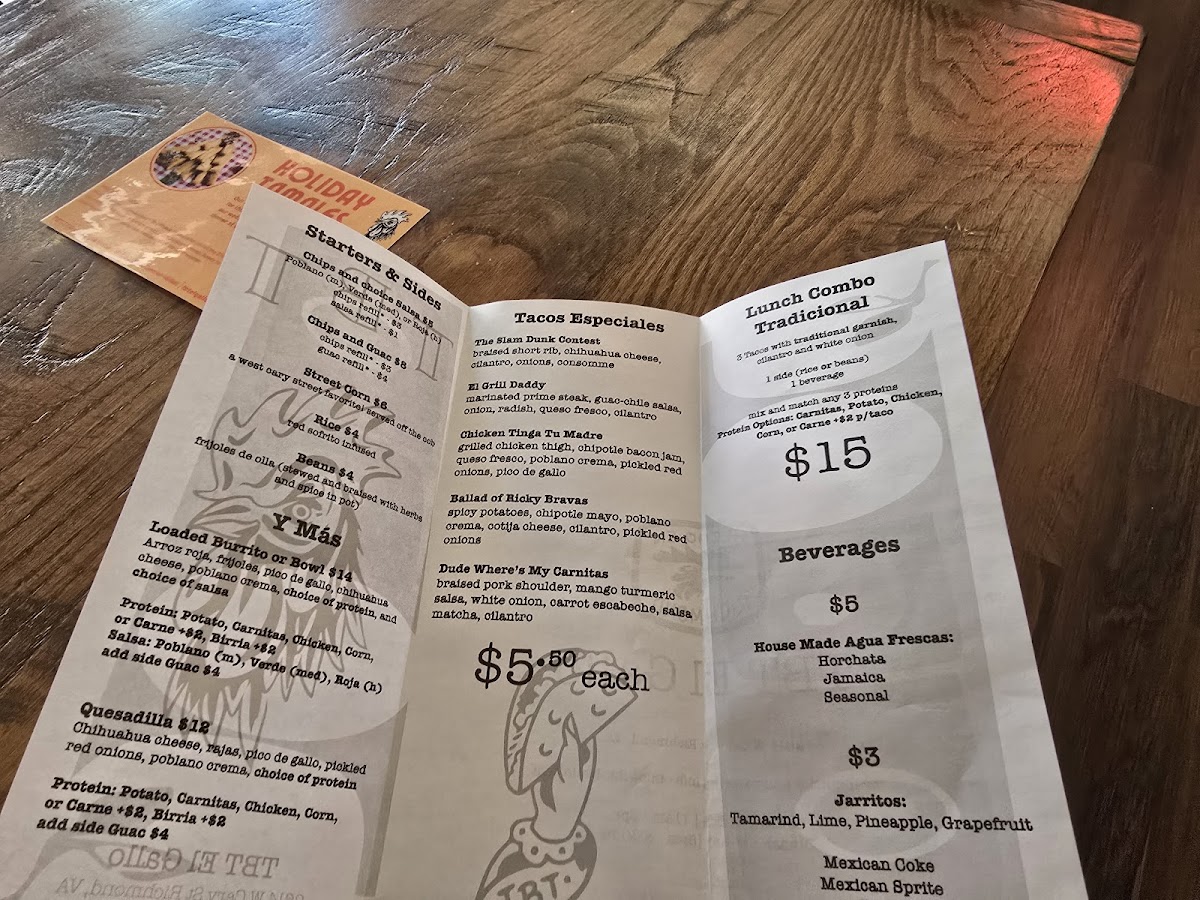 HOLIDAY
TAMALES
Starters & Sides
Chips and choice Salsa $5
Poblano (m), Verde (med), or Roja (h)
chips refill* - $3
salsa refill* - $1
Chips and Guac $8
chips refill* - $3
guac refill* - $4
Street Corn $6
a west cary street favorite! served off the cob
Rice $4
red sofrito infused
Beans $4
frijoles de olla (stewed and braised with herbs
and spice in pot)
Y Más
Loaded Burrito or Bowl $14
Arroz roja, frijoles, pico de gallo, chihuahua
cheese, poblano crema, choice of protein, and
choice of salsa
Protein: Potato, Carnitas, Chicken, Corn,
or Carne +$2, Birria +$2
Salsa: Poblano (m), Verde (med), Roja (h)
add side Guac $4
Quesadilla $12
Chihuahua cheese, rajas, pico de gallo, pickled
red onions, poblano crema, choice of protein
Protein: Potato, Carnitas, Chicken, Corn,
or Carne +$2, Birria +$2
add side Guac $4
TBT El Gallo
W Cary St Richmond, VA
Tacos Especiales
The Slam Dunk Contest
braised short rib, chihuahua cheese,
cilantro, onions, consomme
El Grill Daddy
marinated prime steak, guac-chile salsa,
onion, radish, queso fresco, cilantro
Chicken Tinga Tu Madre
grilled chicken thigh, chipotle bacon jam,
queso fresco, poblano crema, pickled red
onions, pico de gallo
Ballad of Ricky Bravas
spicy potatoes, chipotle mayo, poblano
crema, cotija cheese, cilantro, pickled red
onions
Dude Where's My Carnitas
braised pork shoulder, mango turmeric
salsa, white onion, carrot escabeche, salsa
matcha, cilantro
$5.50 each
TBT
Lunch Combo
Tradicional
3 Tacos with traditional garnish,
cilantro and white onion
1 side (rice or beans)
1 beverage
mix and match any 3 proteins
Protein Options: Carnitas, Potato, Chicken,
Corn, or Carne +$2 p/taco
$15
Beverages
$5
House Made Agua Frescas:
Horchata
Jamaica
Seasonal
$3
Jarritos:
Tamarind, Lime, Pineapple, Grapefruit
Mexican Coke
Mexican Sprite